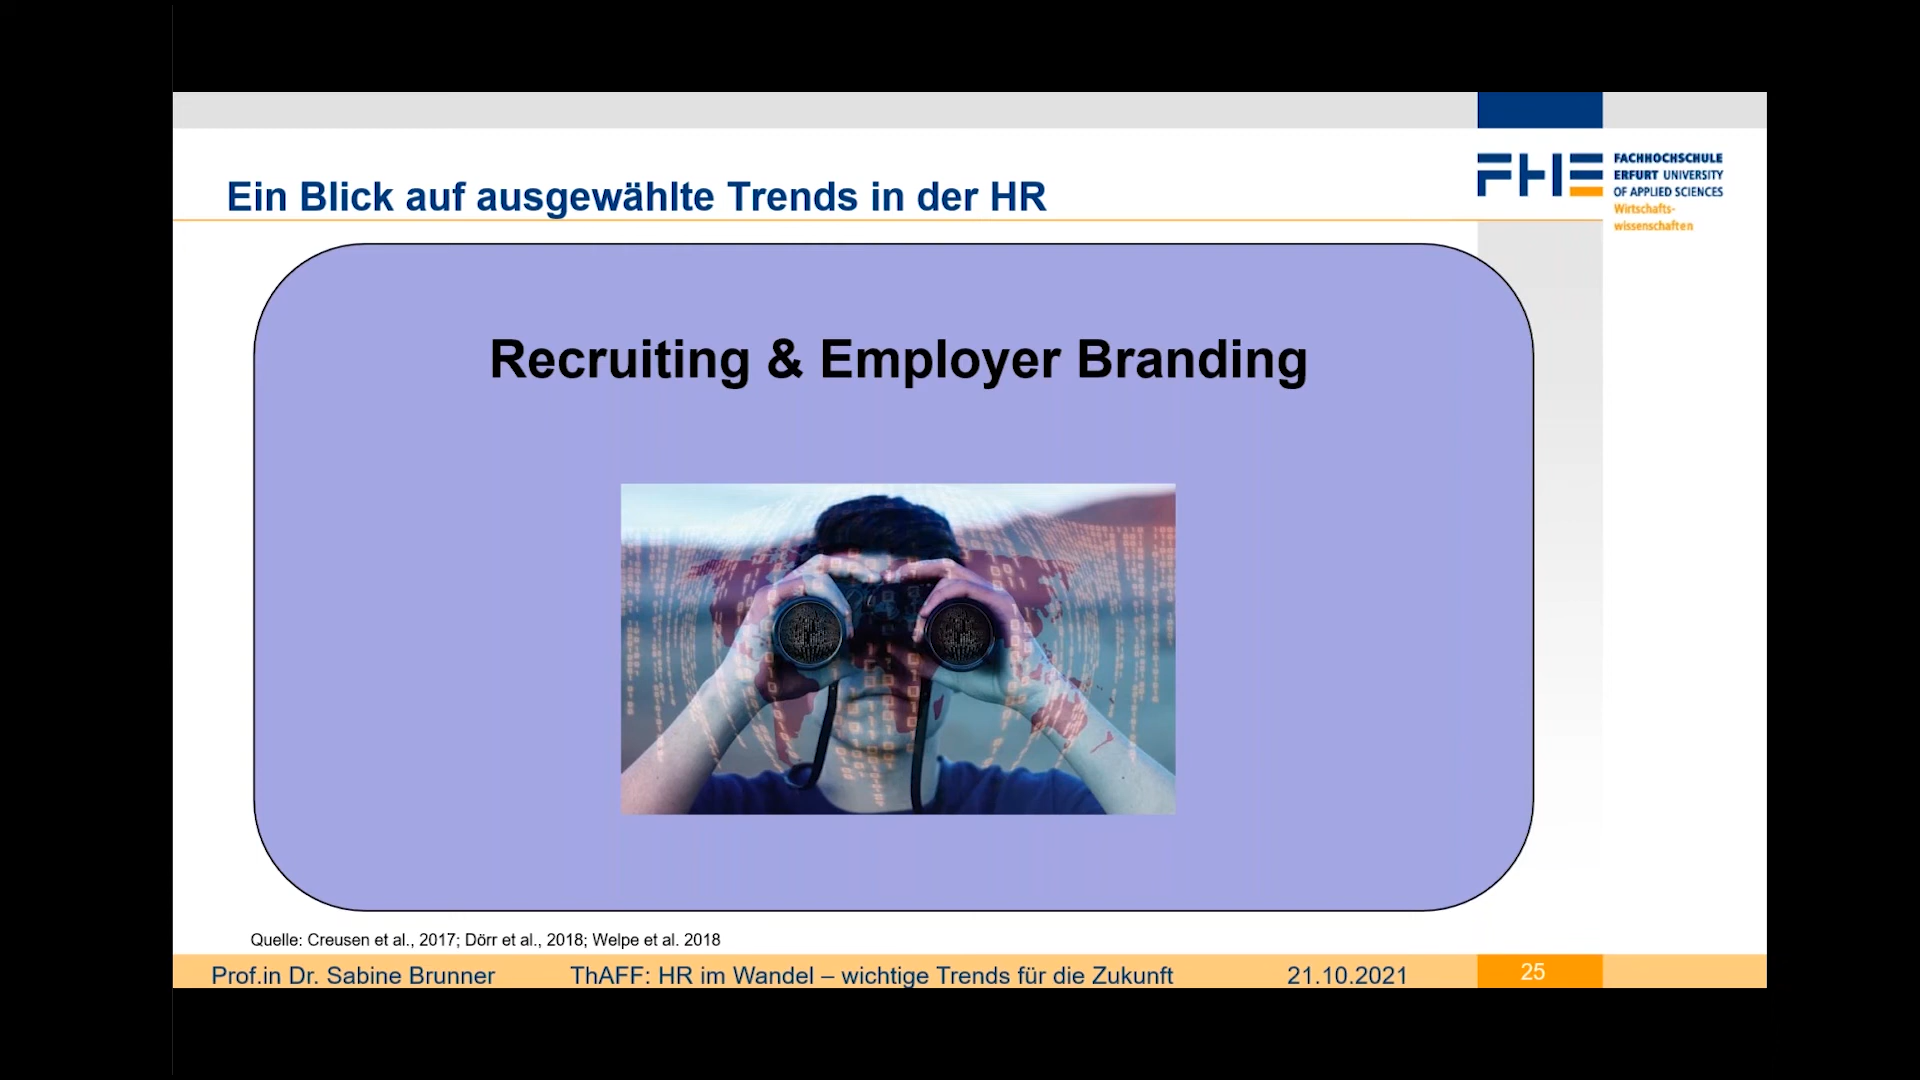 Ein Blick auf ausgewählte Trends in der HR
FACHHOCHSCHULE
ERFURT UNIVERSITY
OF APPLIED SCIENCES
Wirtschafts-
wissenschaften
Recruiting & Employer Branding
Quelle: Creusen et al., 2017; Dörr et al., 2018; Welpe et al. 2018
Prof.in Dr. Sabine Brunner ThAFF: HR im Wandel – wichtige Trends für die Zukunft 21.10.2021 25